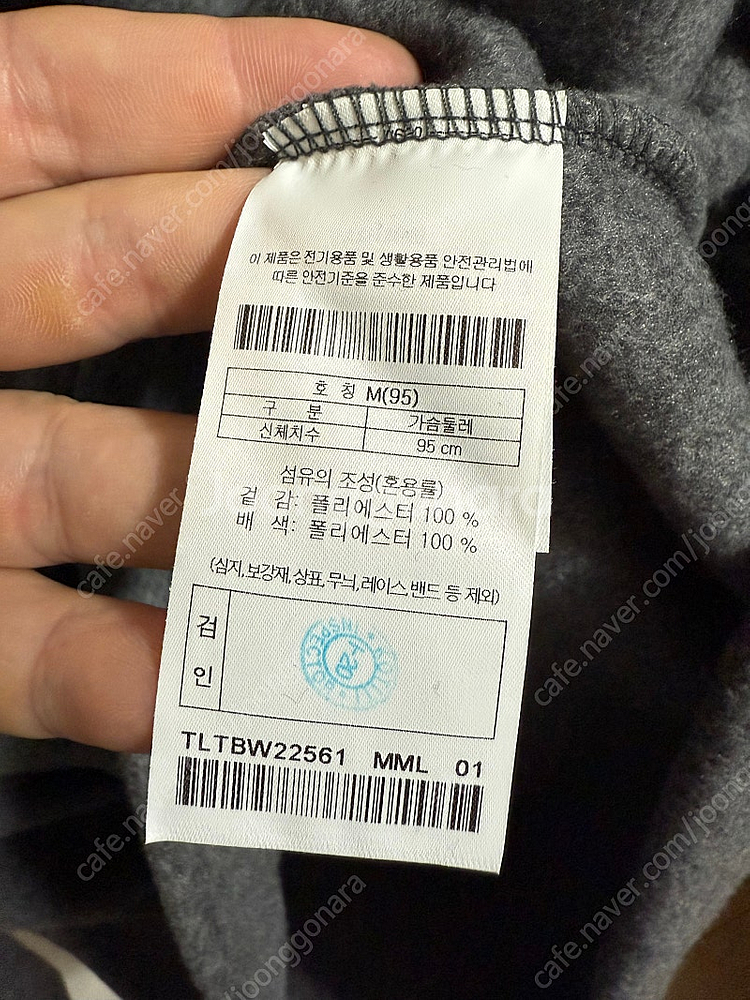 이 제품은 전기용품 및 생활용품 안전관리법에
따른 안전기준을 준수한 제품입니다
호 칭 M(95)
구 분 가슴둘레
신체치수 95 cm
섬유의 조성(혼용률)
겉 감: 폴리에스터 100 %
배 색: 폴리에스터 100 %
(심지,보강재,상표,무늬,레이스,밴드 등 제외)
검
인
TLTBW22561 MML 01
cafe.naver.com/joonggonara